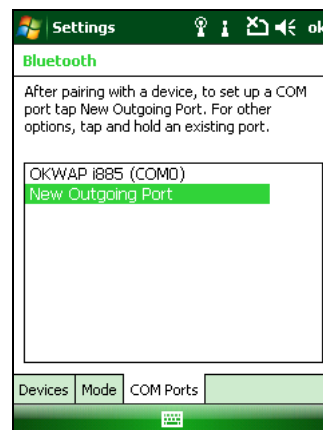 Settings
ok
Bluetooth
After pairing with a device, to set up a COM
port tap New Outgoing Port. For other
options, tap and hold an existing port.
OKWAP i885 (COM0)
New Outgoing Port
Devices
Mode
COM Ports